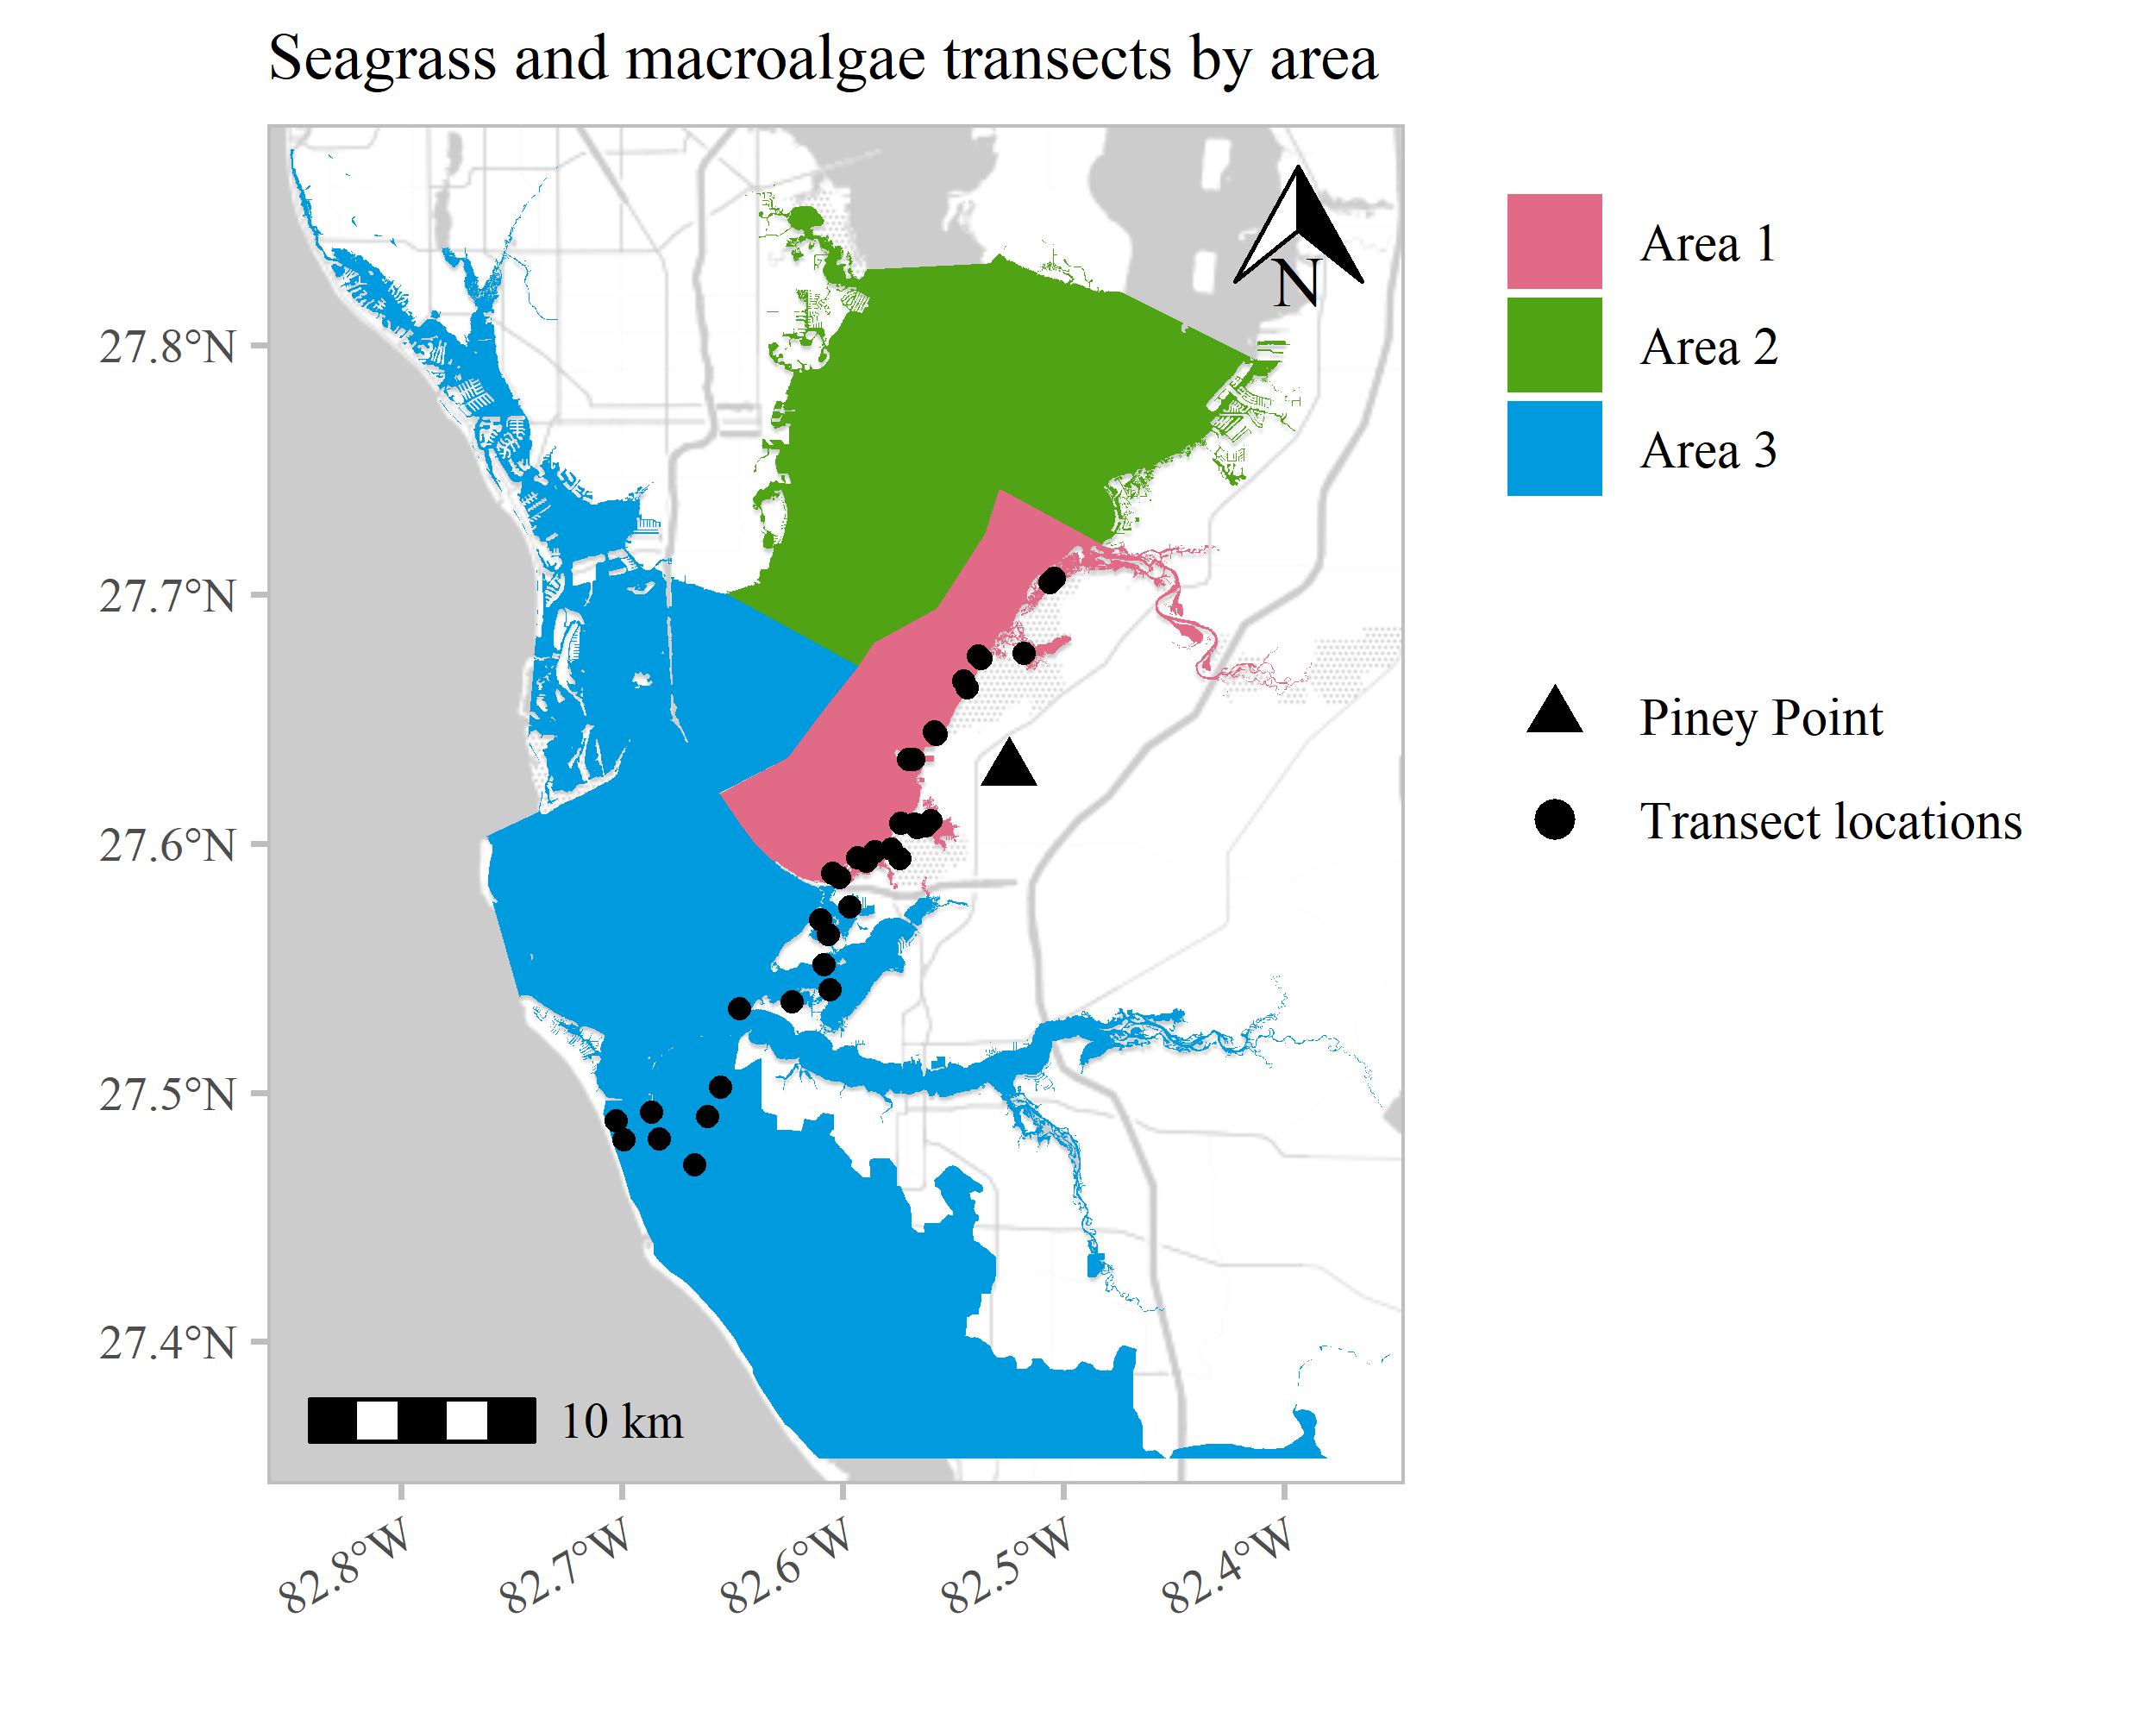 Seagrass and macroalgae transects by area
N
27.8°N
27.7°N
27.6°N
27.5°N
27.4°N
10 km
82.8°W
82.7°W
82.6°W
82.5°W
82.4°W
Area 1
Area 2
Area 3
Piney Point
Transect locations